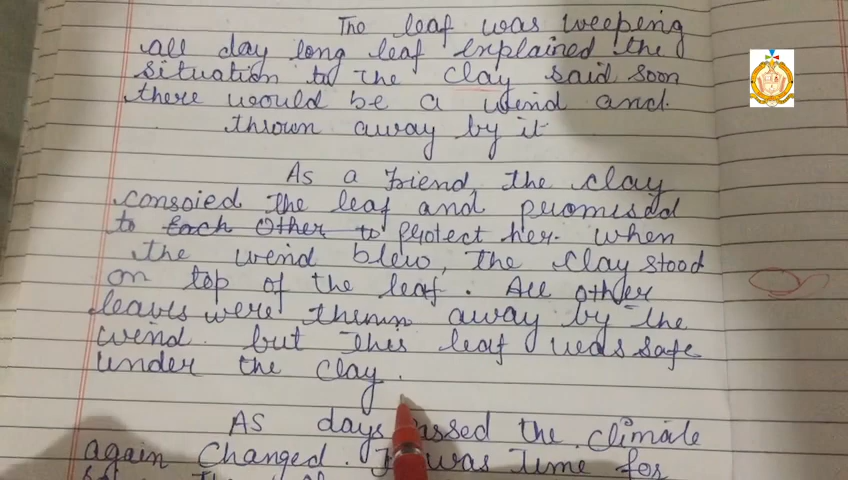 The leaf was weeping
all day long leaf explained the
situation to the clay said soon
there would be a wind and
thrown away by it
As a friend, the clay
consoled the leaf and promised
to each other to protect her. When
the wind blew, the clay stood
on top of the leaf. All other
leaves were thrown away by the
wind. but this leaf was safe
under the clay.
As days passed the climate
again changed. It was time for